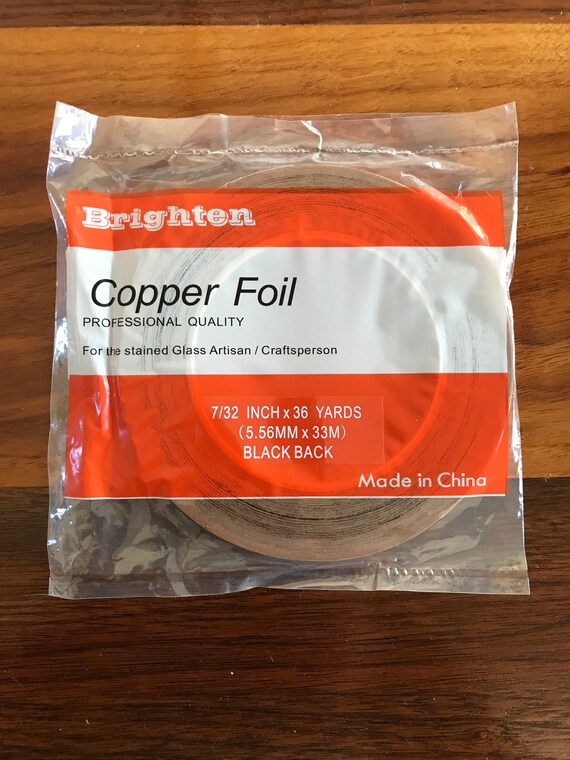 Brighten
Copper Foil
PROFESSIONAL QUALITY
For the stained Glass Artisan / Craftsperson
7/32 INCH x 36 YARDS
(5.56MM x 33M)
BLACK BACK
Made in China